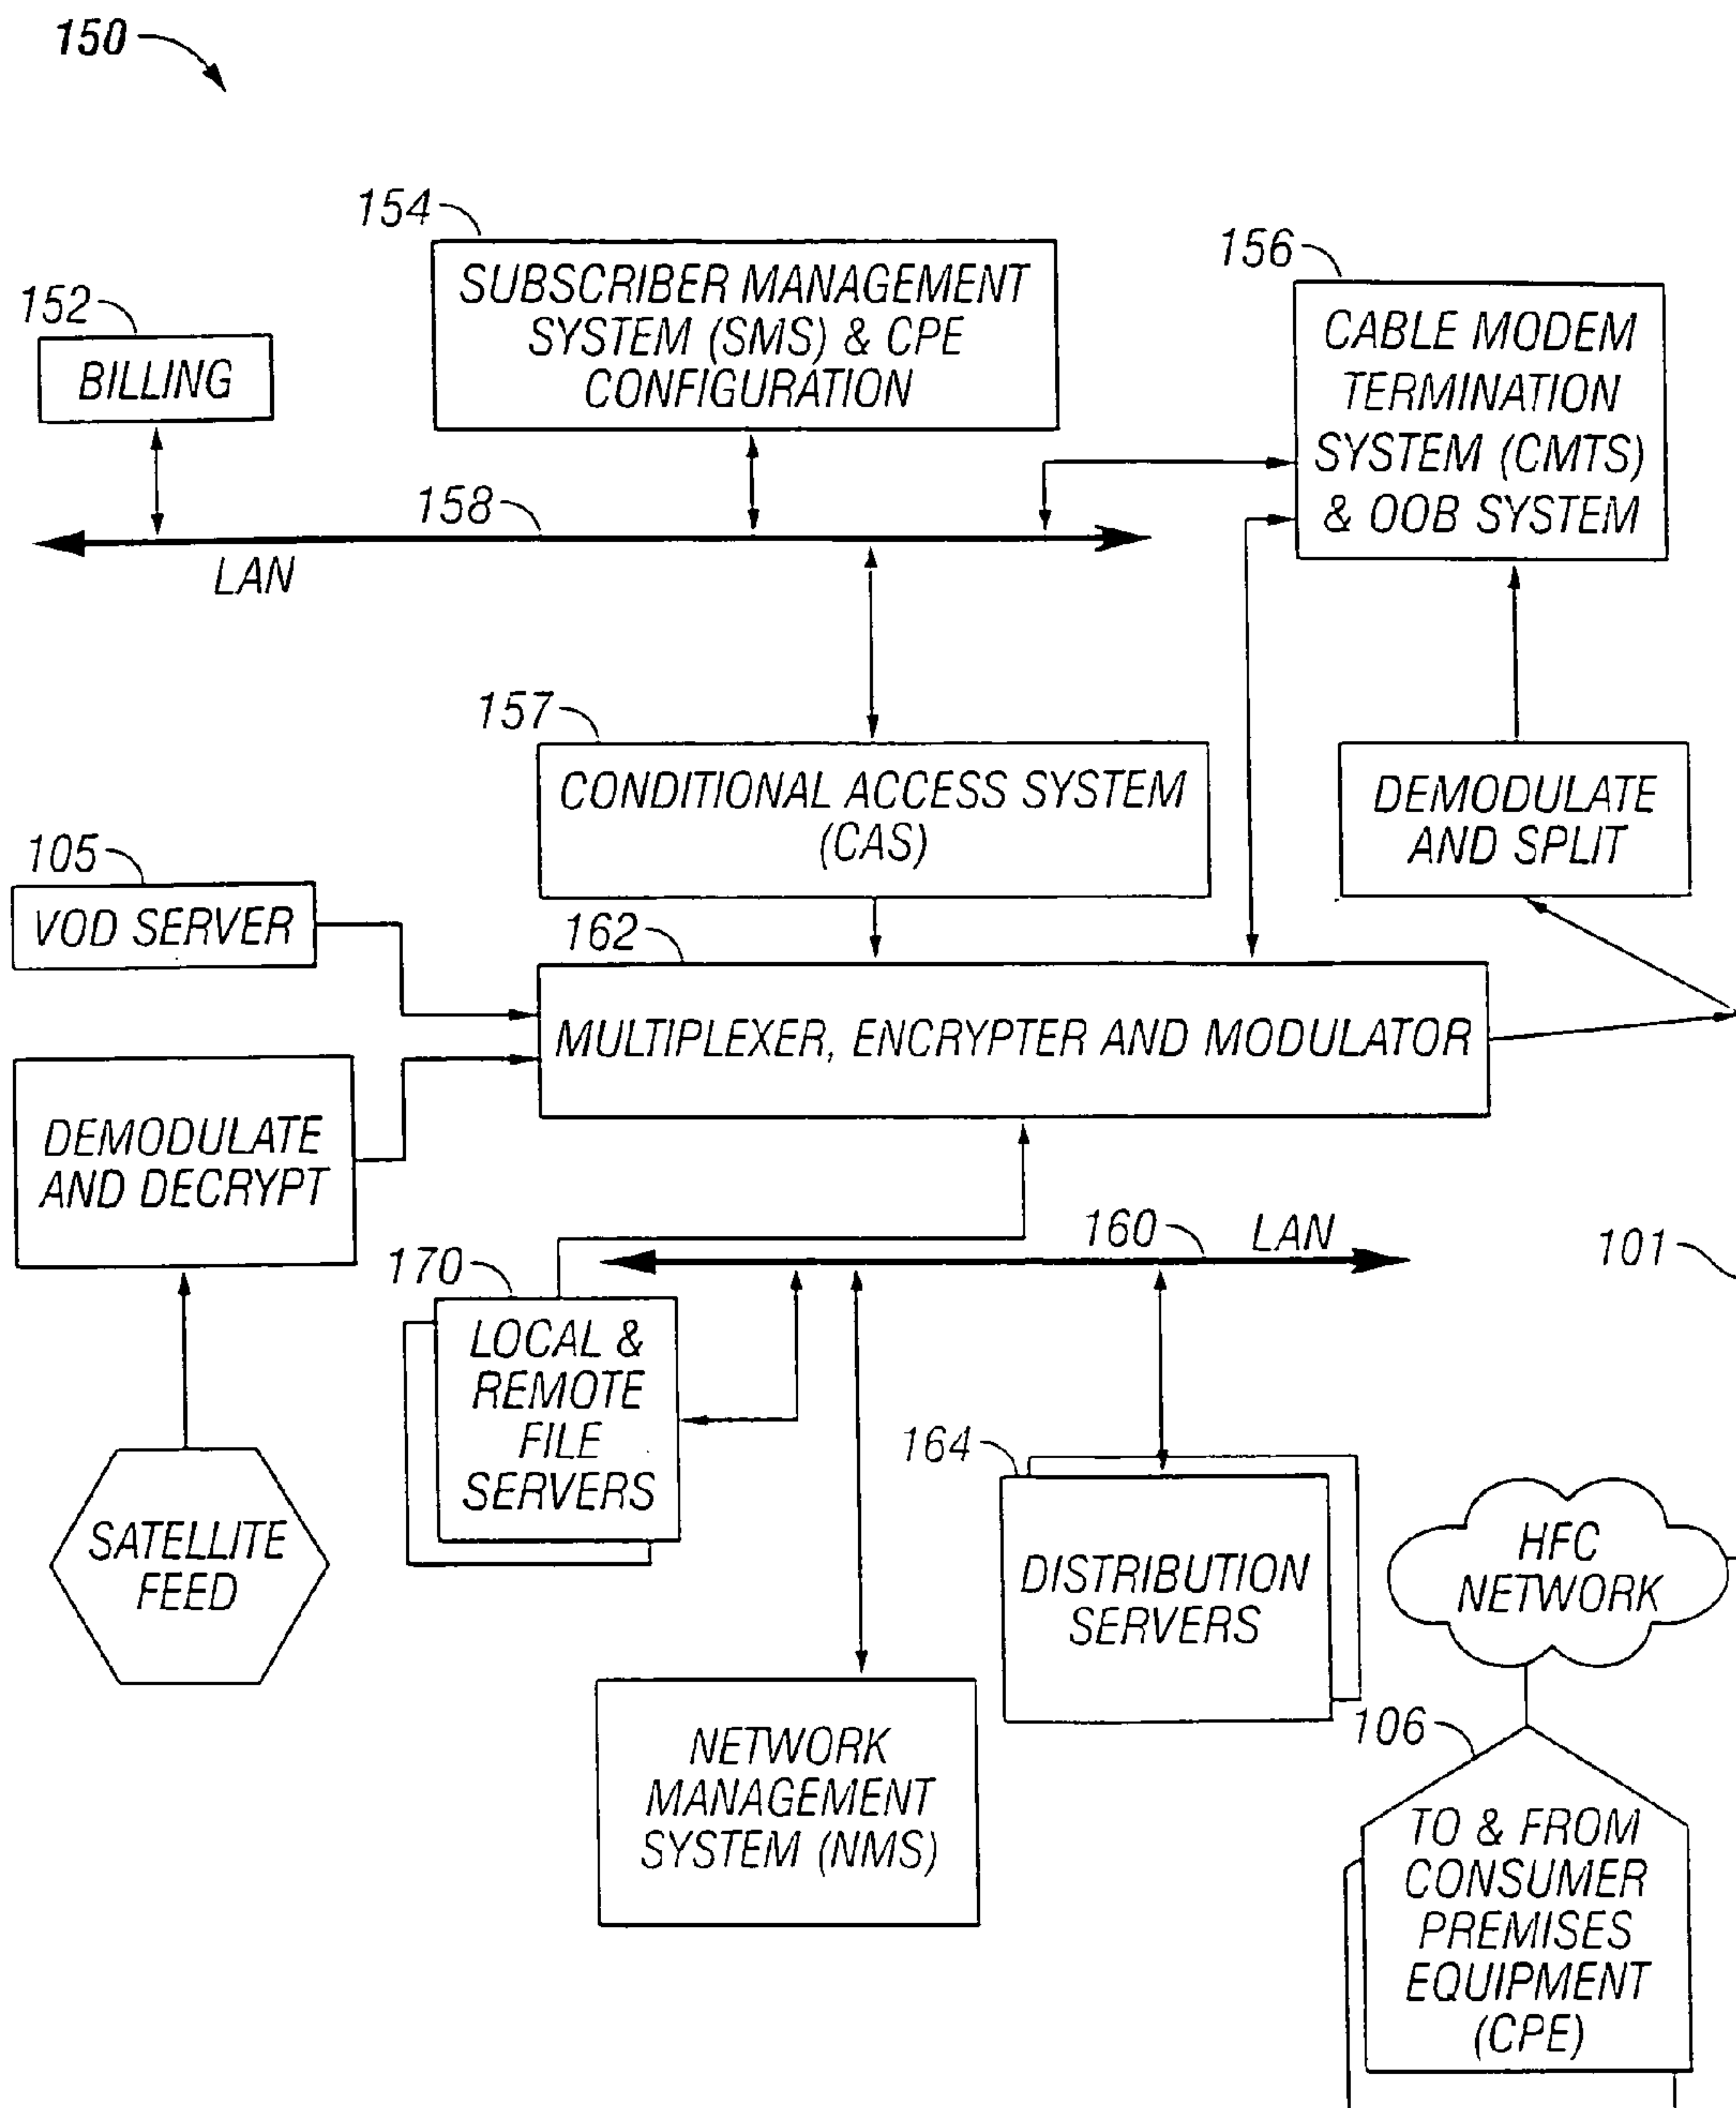 150
154
SUBSCRIBER MANAGEMENT
SYSTEM (SMS) & CPE
CONFIGURATION
156
CABLE MODEM
TERMINATION
SYSTEM (CMTS)
& OOB SYSTEM
152
BILLING
158
LAN
157
CONDITIONAL ACCESS SYSTEM
(CAS)
DEMODULATE
AND SPLIT
105
VOD SERVER
162
MULTIPLEXER, ENCRYPTER AND MODULATOR
DEMODULATE
AND DECRYPT
160
LAN
101
170
LOCAL &
REMOTE
FILE
SERVERS
164
DISTRIBUTION
SERVERS
SATELLITE
FEED
HFC
NETWORK
NETWORK
MANAGEMENT
SYSTEM (NMS)
106
TO & FROM
CONSUMER
PREMISES
EQUIPMENT
(CPE)